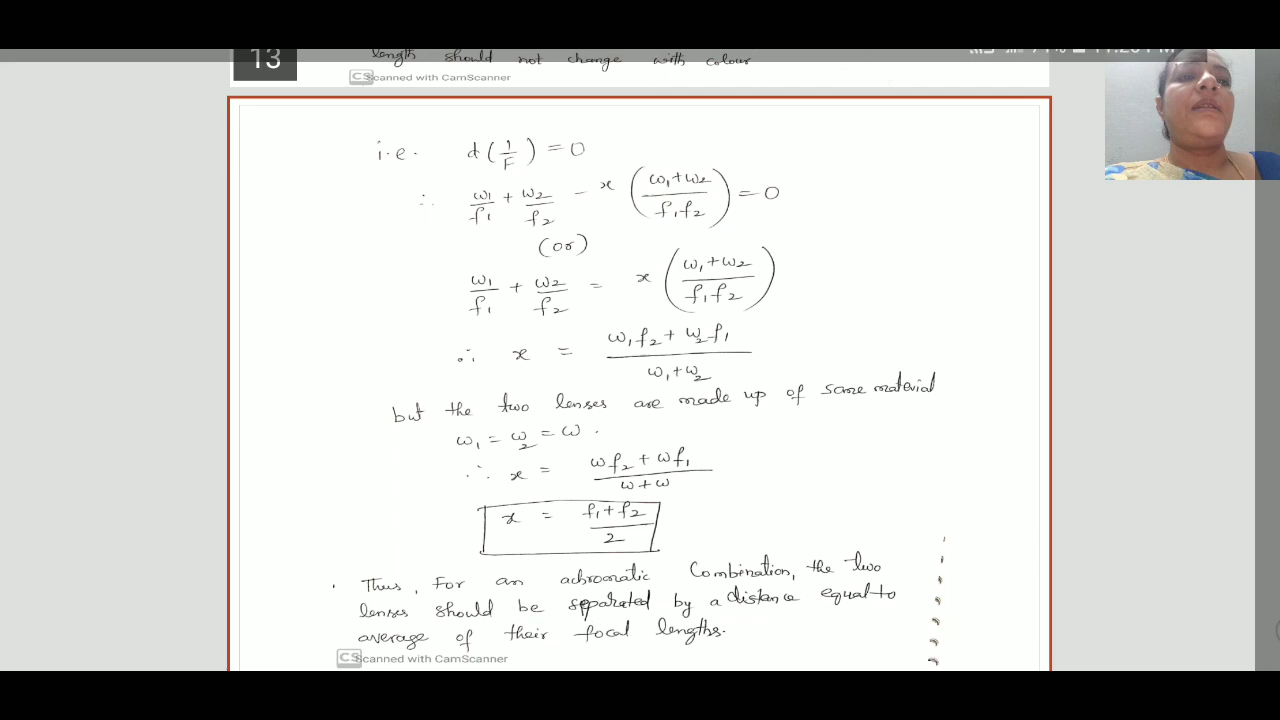 13
length should not change with colour
CS Scanned with CamScanner
i.e. d(1/F) = 0
∴ ω₁/f₁ + ω₂/f₂ - x (ω₁+ω₂/f₁f₂) = 0
(or)
ω₁/f₁ + ω₂/f₂ = x (ω₁+ω₂/f₁f₂)
∴ x = ω₁f₂ + ω₂f₁/ω₁+ω₂
but the two lenses are made up of same material
ω₁ = ω₂ = ω .
∴ x = ωf₂ + ωf₁/ω+ω
x = f₁+f₂/2
. Thus, For an achromatic Combination, the two
lenses should be separated by a distance equal to
average of their focal lengths.
CS Scanned with CamScanner